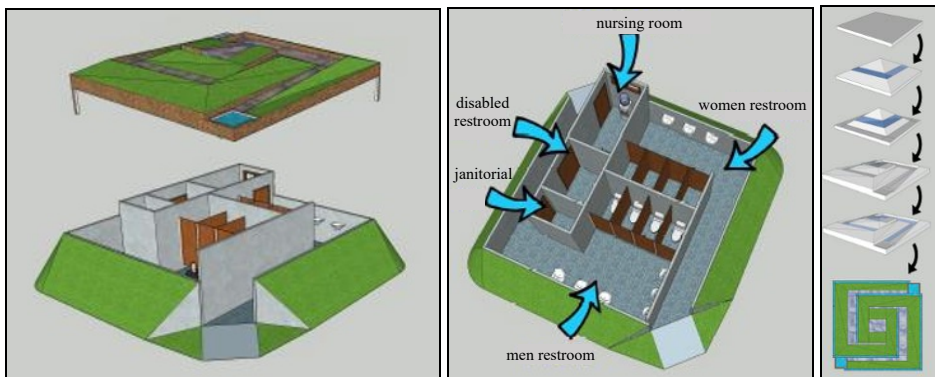 nursing room
disabled
restroom
women restroom
janitorial
men restroom